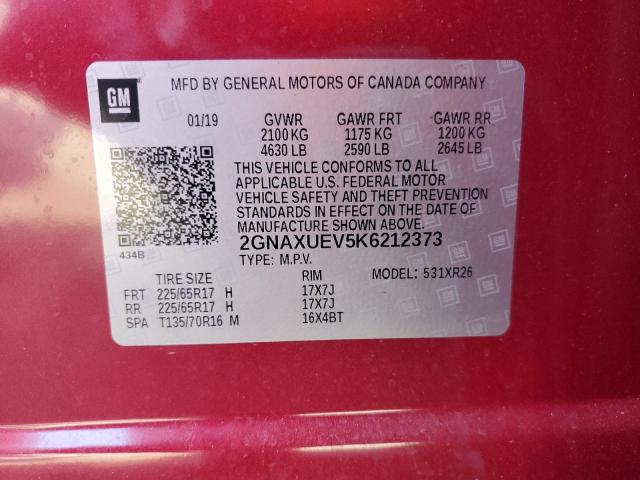 GM
MFD BY GENERAL MOTORS OF CANADA COMPANY
01/19 GVWR GAWR FRT GAWR RR
2100 KG 1175 KG 1200 KG
4630 LB 2590 LB 2645 LB
THIS VEHICLE CONFORMS TO ALL
APPLICABLE U.S. FEDERAL MOTOR
VEHICLE SAFETY AND THEFT PREVENTION
STANDARDS IN EFFECT ON THE DATE OF
MANUFACTURE SHOWN ABOVE.
434B
2GNAXUEV5K6212373
TYPE: M.P.V.
TIRE SIZE RIM MODEL: 531XR26
FRT 225/65R17 H 17X7J
RR 225/65R17 H 17X7J
SPA T135/70R16 M 16X4BT